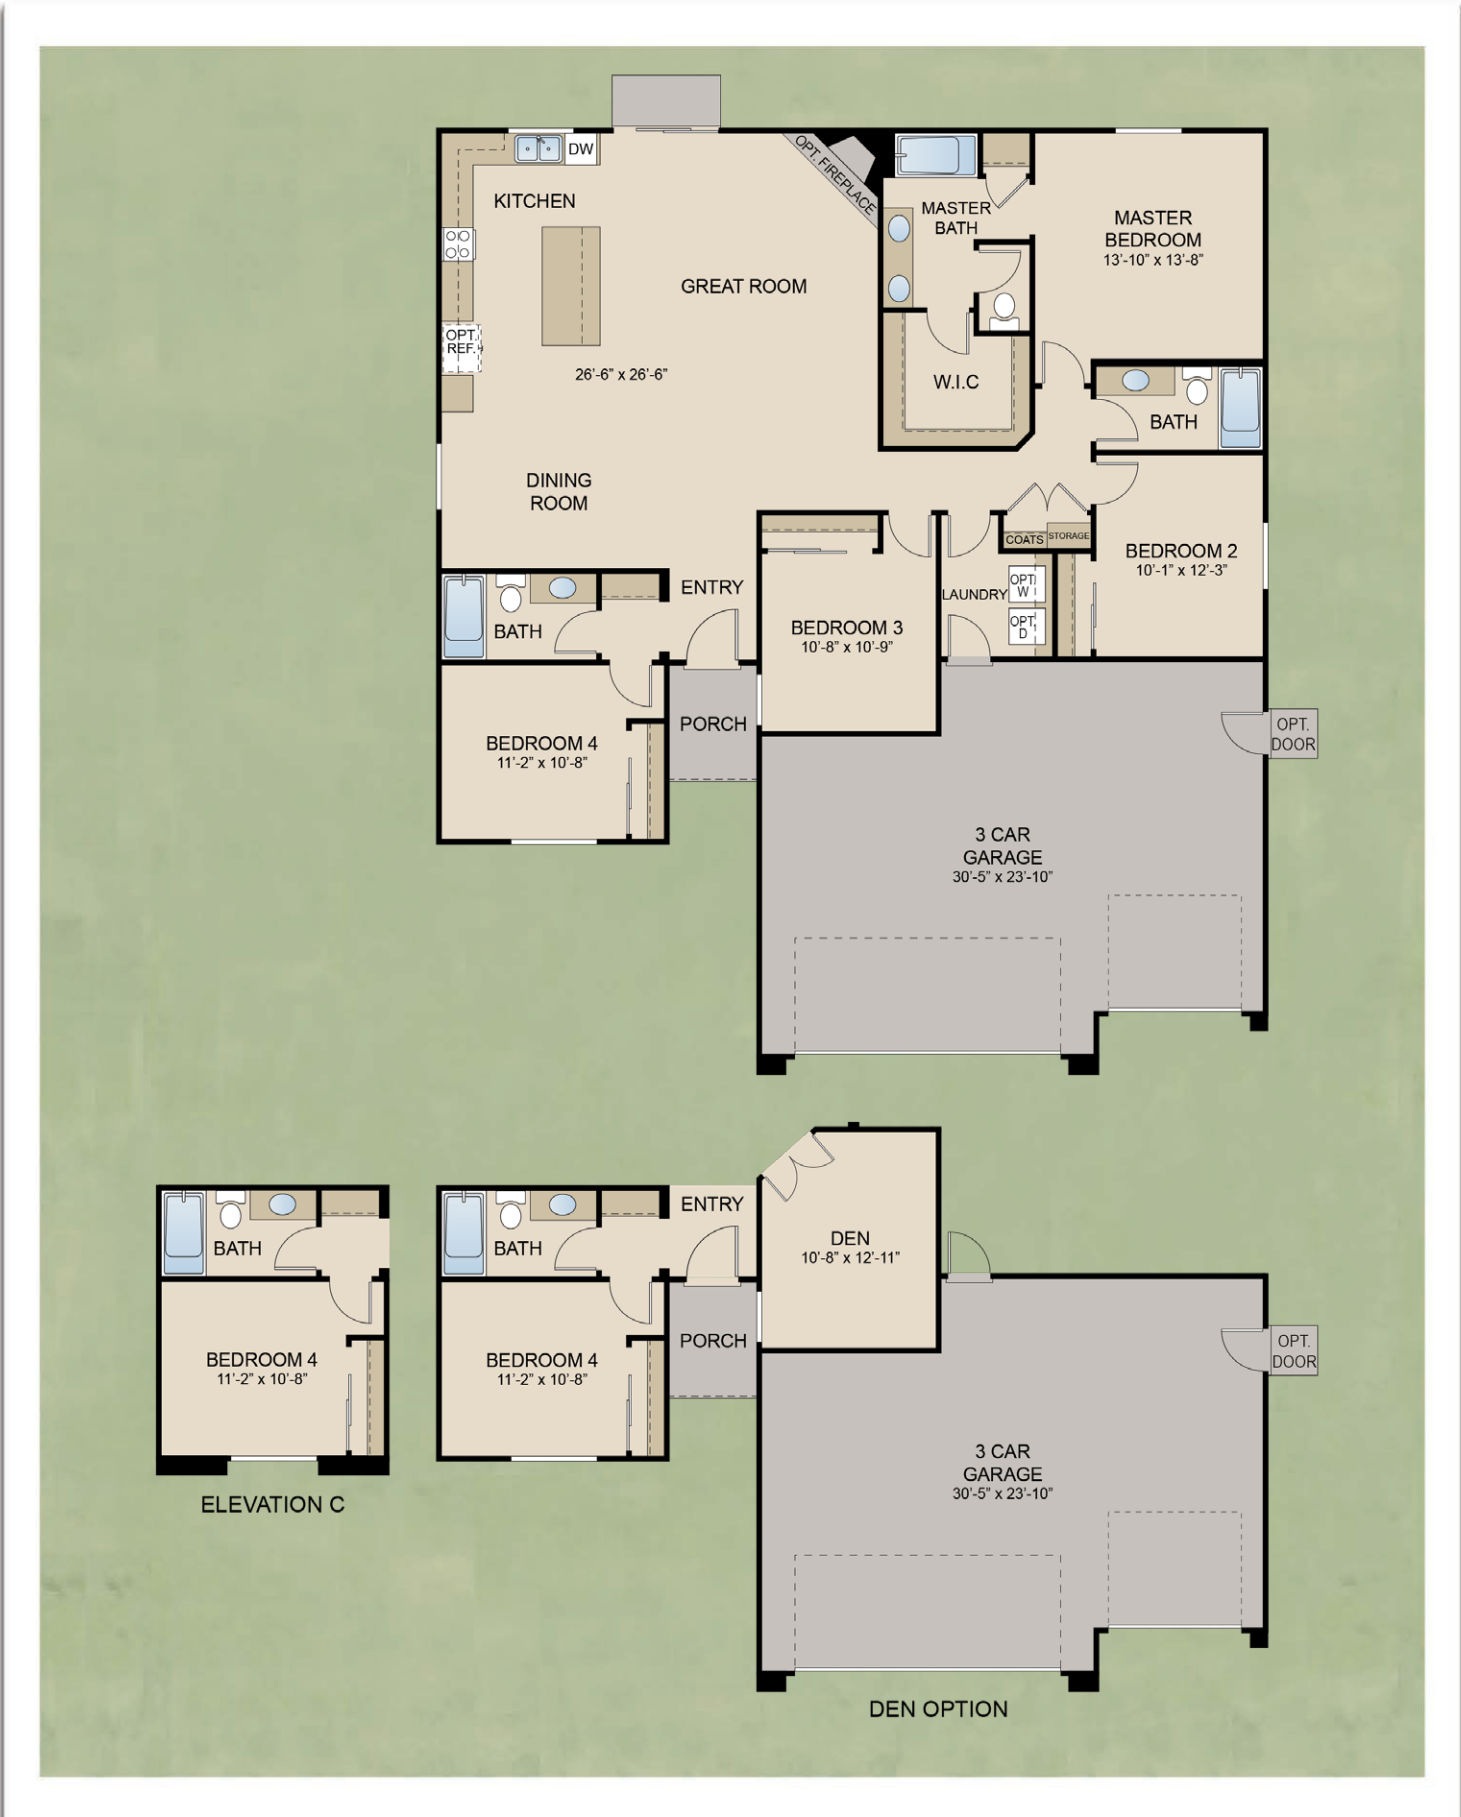 DW
OPT. FIREPLACE
KITCHEN
MASTER
BATH
MASTER
BEDROOM
13'-10" x 13'-8"
GREAT ROOM
OPT.
REF.
26'-6" x 26'-6"
W.I.C
BATH
DINING
ROOM
COATS
STORAGE
BEDROOM 2
10'-1" x 12'-3"
ENTRY
OPT.
W
LAUNDRY
OPT.
D
BATH
BEDROOM 3
10'-8" x 10'-9"
PORCH
OPT.
DOOR
BEDROOM 4
11'-2" x 10'-8"
3 CAR
GARAGE
30'-5" x 23'-10"
BATH
BATH
ENTRY
DEN
10'-8" x 12'-11"
PORCH
OPT.
DOOR
BEDROOM 4
11'-2" x 10'-8"
BEDROOM 4
11'-2" x 10'-8"
3 CAR
GARAGE
30'-5" x 23'-10"
ELEVATION C
DEN OPTION